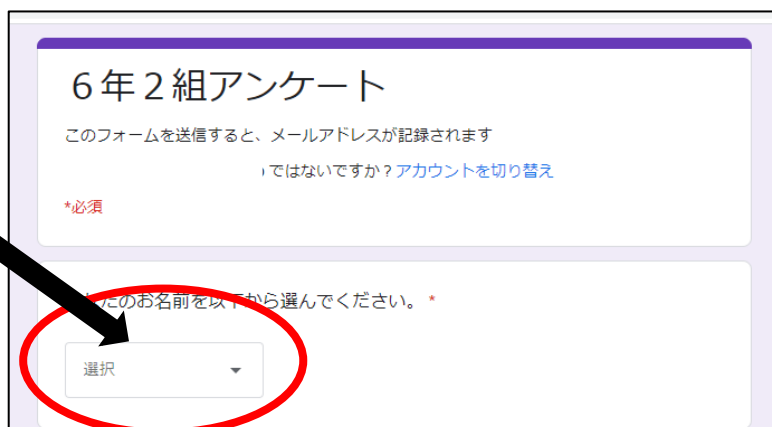 ６年２組アンケート
このフォームを送信すると、メールアドレスが記録されます
ではないですか？アカウントを切り替え
*必須
たのお名前を以下から選んでください。 *
選択